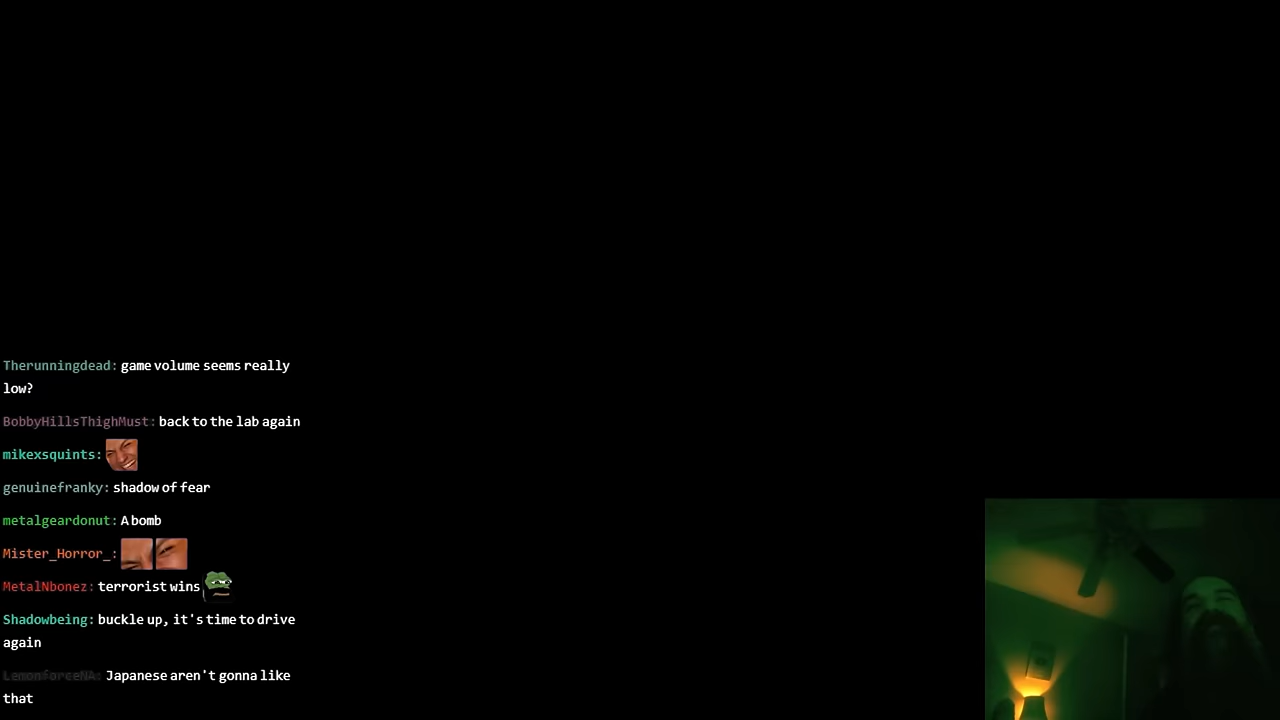 Therunningdead: game volume seems really
low?
BobbyHillsThighMust: back to the lab again
mikexsquints:
genuinefranky: shadow of fear
metalgeardonut: A bomb
Mister_Horror_:
MetalNbonez: terrorist wins
Shadowbeing: buckle up, it's time to drive
again
LemonforceNA: Japanese aren't gonna like
that